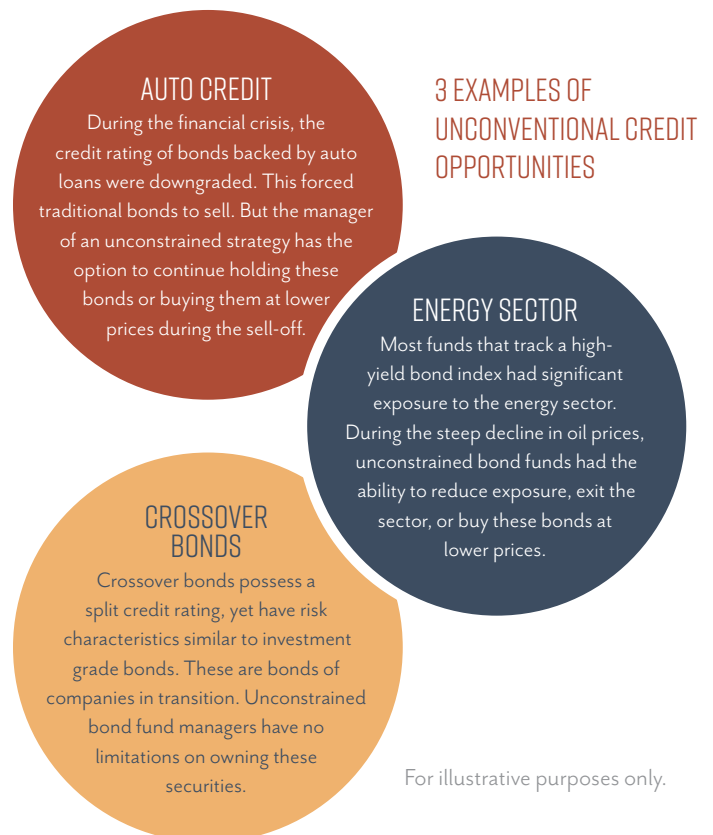 3 EXAMPLES OF
UNCONVENTIONAL CREDIT
OPPORTUNITIES
AUTO CREDIT
During the financial crisis, the
credit rating of bonds backed by auto
loans were downgraded. This forced
traditional bonds to sell. But the manager
of an unconstrained strategy has the
option to continue holding these
bonds or buying them at lower
prices during the sell-off.
ENERGY SECTOR
Most funds that track a high-
yield bond index had significant
exposure to the energy sector.
During the steep decline in oil prices,
unconstrained bond funds had the
ability to reduce exposure, exit the
sector, or buy these bonds at
lower prices.
CROSSOVER
BONDS
Crossover bonds possess a
split credit rating, yet have risk
characteristics similar to investment
grade bonds. These are bonds of
companies in transition. Unconstrained
bond fund managers have no
limitations on owning these
securities.
For illustrative purposes only.